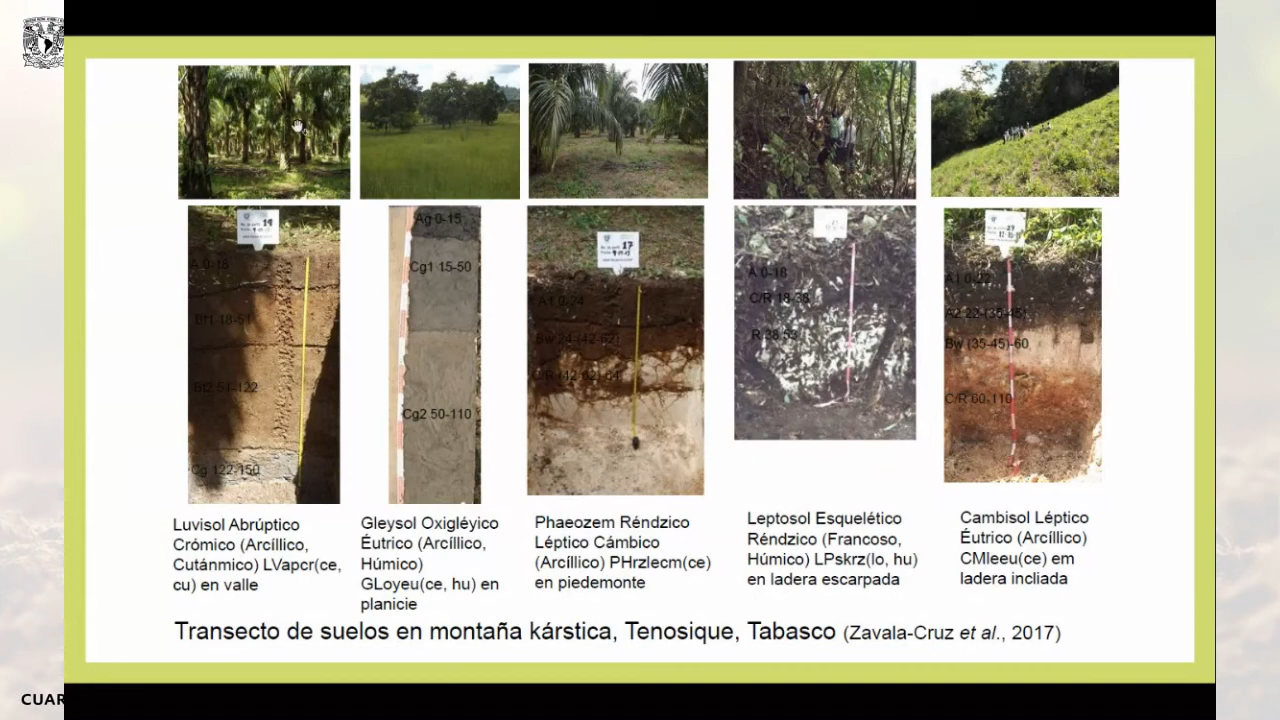 Ag 0-15
A 0-18
Cg1 15-50
Bt1 18-51
Bt2 51-122
Cg2 50-110
Cg 122-150
19
17
A1 0-24
Bw 24-(42-62)
C/R (42-62)-64
A 0-18
C/R 18-38
R 38 53
A1 0-22
A2 22-(35-45)
Bw (35-45)-60
C/R 60-110
Luvisol Abrúptico
Crómico (Arcíllico,
Cutánmico) LVapcr(ce,
cu) en valle
Gleysol Oxigléyico
Éutrico (Arcíllico,
Húmico)
GLoyeu(ce, hu) en
planicie
Phaeozem Réndzico
Léptico Cámbico
(Arcíllico) PHrzlecm(ce)
en piedemonte
Leptosol Esquelético
Réndzico (Francoso,
Húmico) LPskrz(lo, hu)
en ladera escarpada
Cambisol Léptico
Éutrico (Arcíllico)
CMleeu(ce) em
ladera incliada
Transecto de suelos en montaña kárstica, Tenosique, Tabasco (Zavala-Cruz et al., 2017)
CUAR